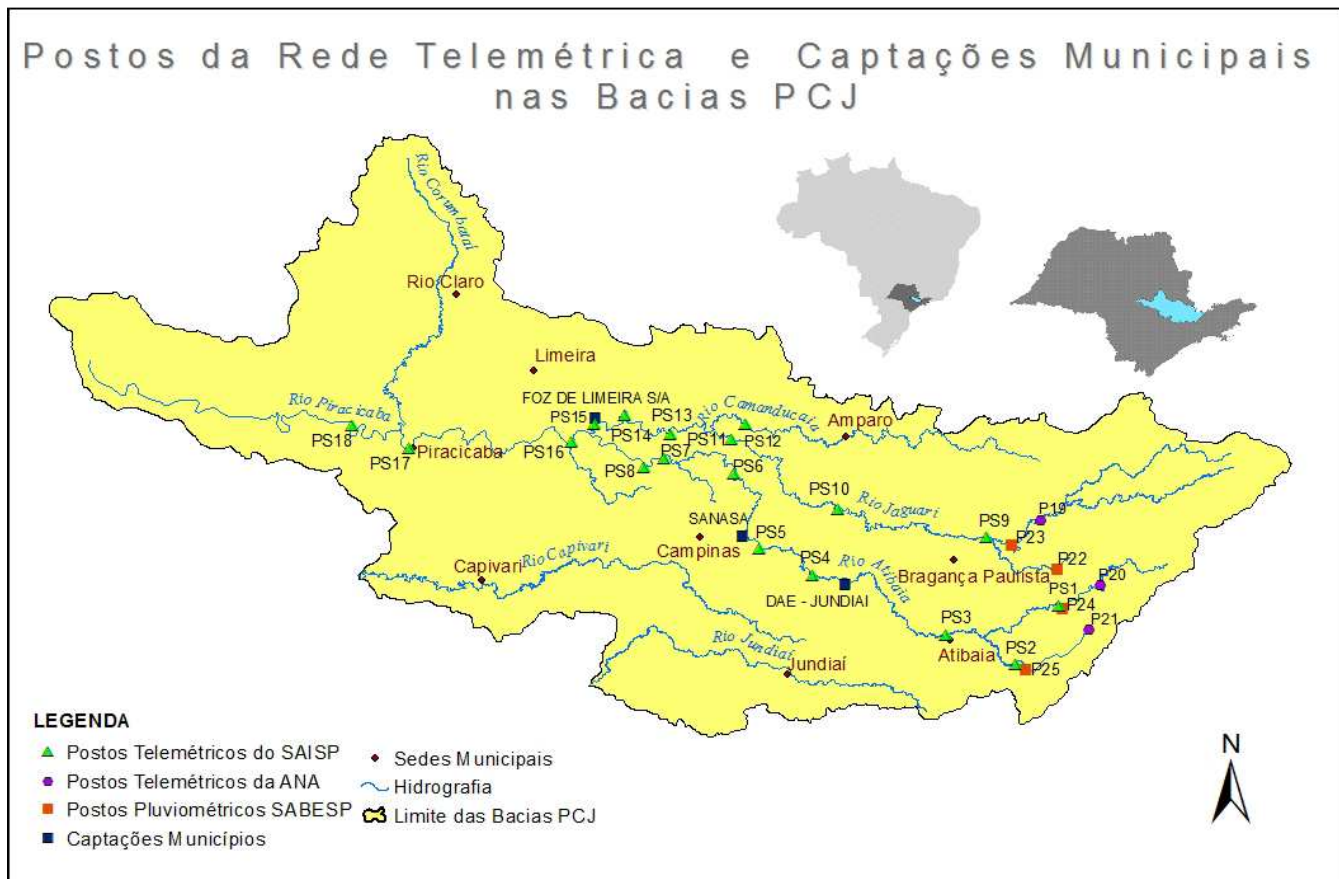 Postos da Rede Telemétrica e Captações Municipais
nas Bacias PCJ
Rio Corumbataí
Rio Claro
Limeira
FOZ DE LIMEIRA S/A
Rio Piracicaba
PS18
PS17
Piracicaba
PS16
PS15
PS14
PS13
Rio Camanducaia
PS11
PS12
Amparo
PS8
PS7
PS6
PS10
Rio Jaguari
PS9
P19
P23
P22
SANASA
PS5
Campinas
PS4
Rio Atibaia
Bragança Paulista
P20
PS1
P24
P21
Capivari
Rio Capivari
DAE - JUNDIAI
PS3
Atibaia
PS2
P25
Rio Jundiaí
Jundiaí
LEGENDA
Postos Telemétricos do SAISP
Postos Telemétricos da ANA
Postos Pluviométricos SABESP
Captações Municípios
Sedes Municipais
Hidrografia
Limite das Bacias PCJ
N